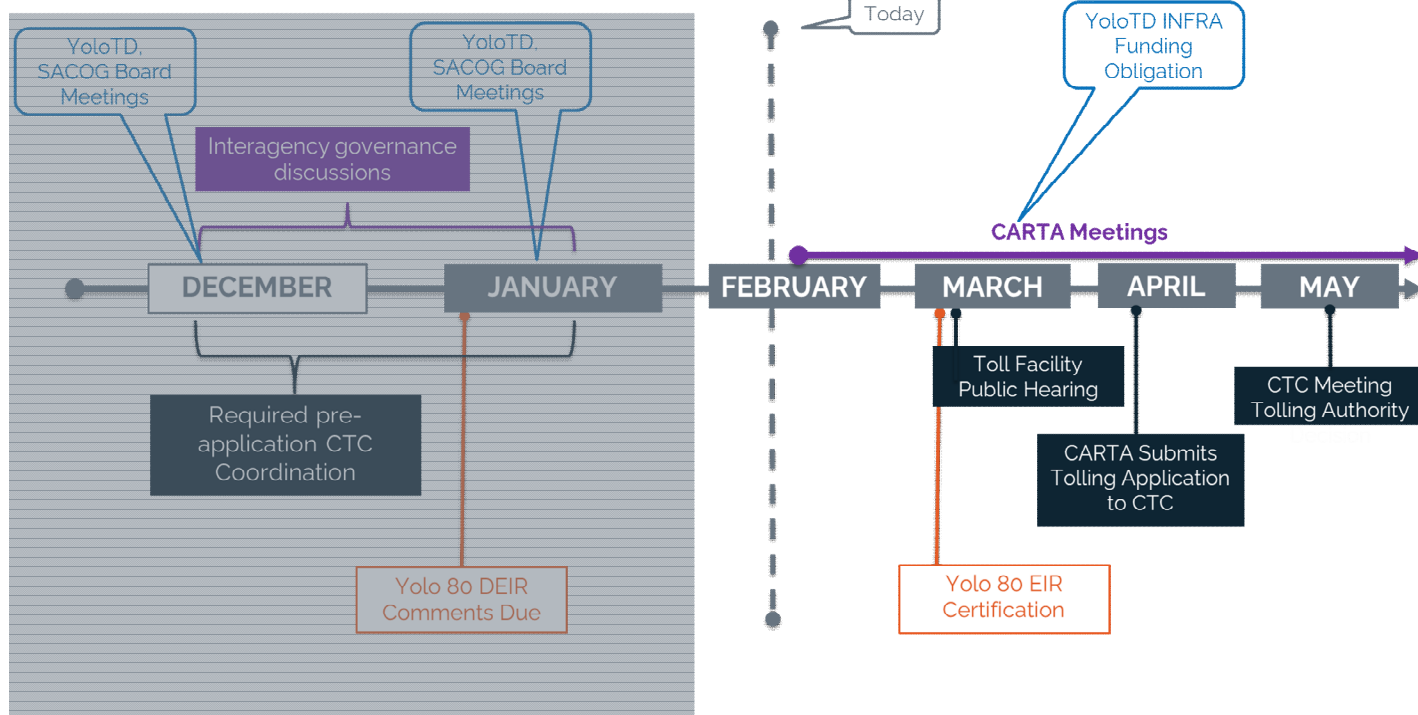 Today
YoloTD,
SACOG Board
Meetings
YoloTD,
SACOG Board
Meetings
YoloTD INFRA
Funding
Obligation
Interagency governance
discussions
CARTA Meetings
DECEMBER
JANUARY
FEBRUARY
MARCH
APRIL
MAY
Toll Facility
Public Hearing
CTC Meeting
Tolling Authority
Required pre-
application CTC
Coordination
CARTA Submits
Tolling Application
to CTC
Yolo 80 DEIR
Comments Due
Yolo 80 EIR
Certification